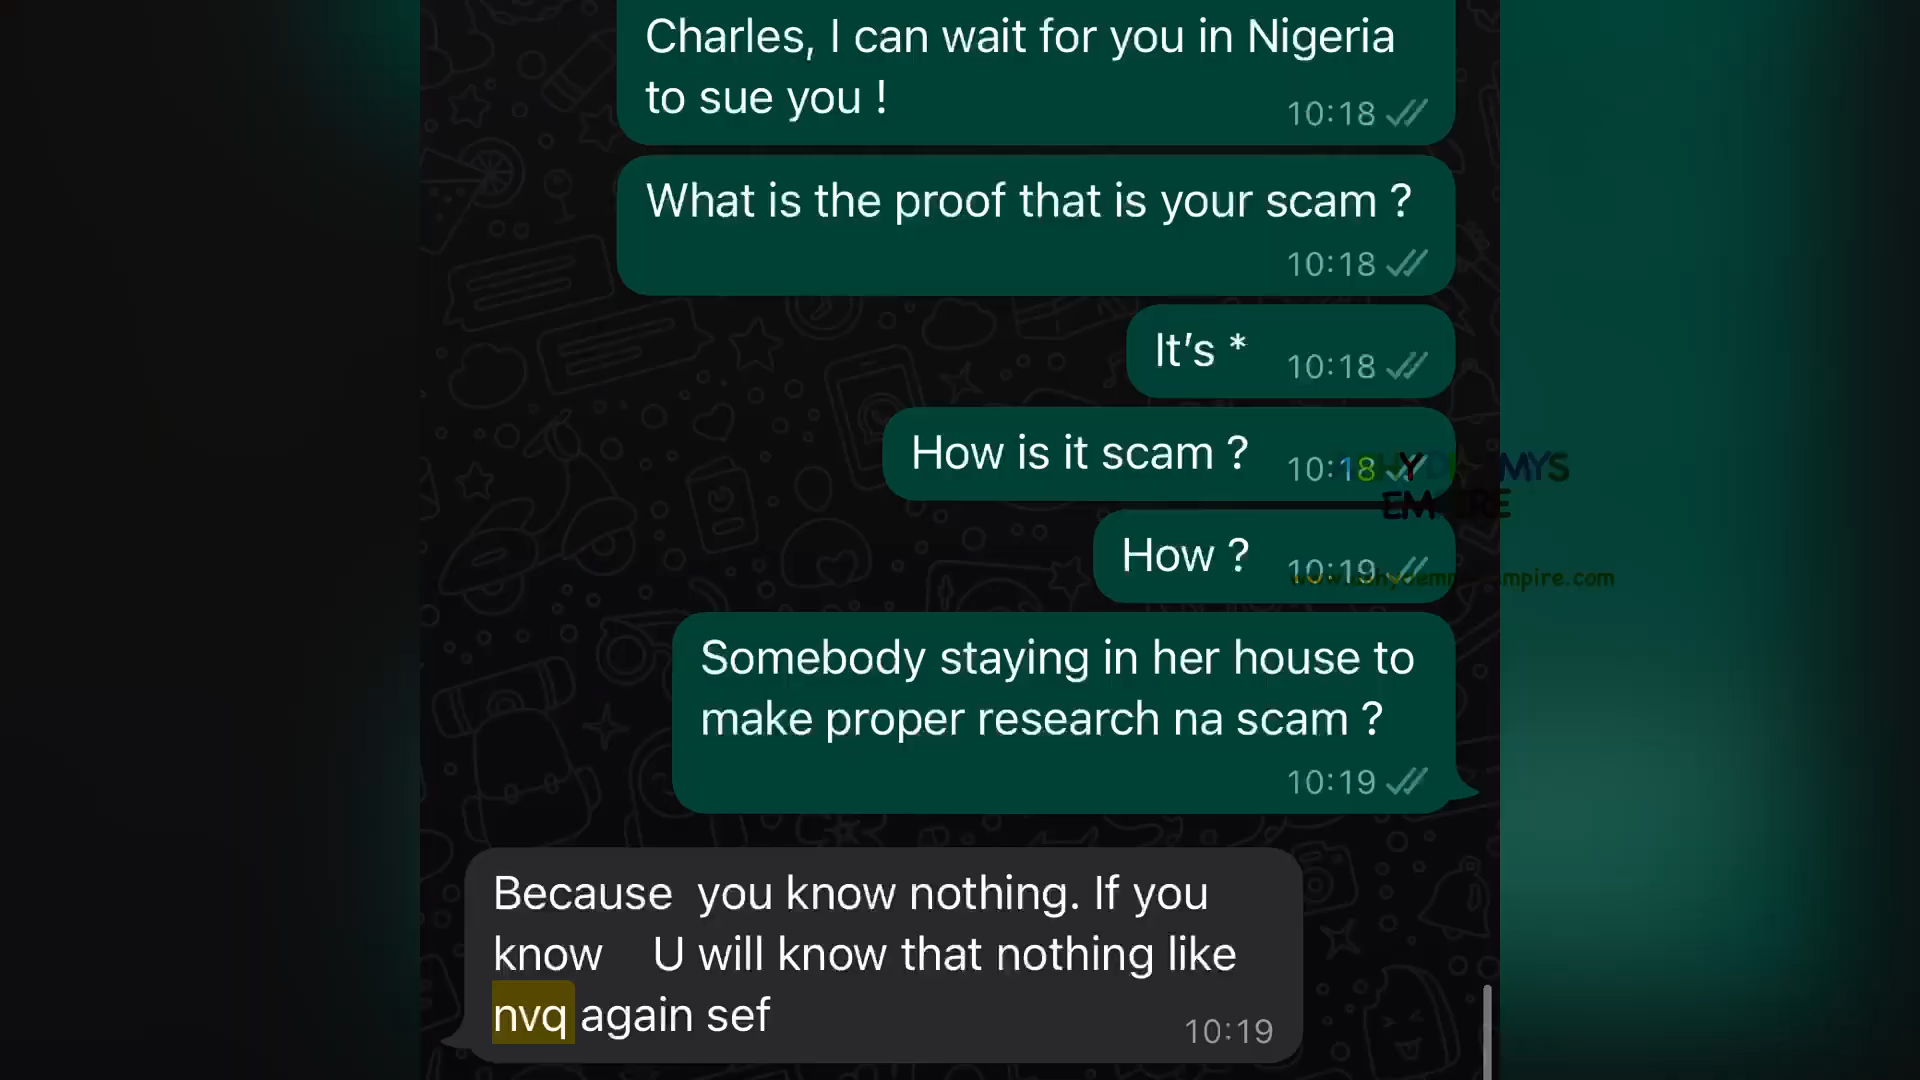 Charles, I can wait for you in Nigeria
to sue you !
10:18
What is the proof that is your scam ?
10:18
It’s *
10:18
How is it scam ?
10:18
How ?
10:19
Somebody staying in her house to
make proper research na scam ?
10:19
Because you know nothing. If you
know U will know that nothing like
nvq again sef
10:19